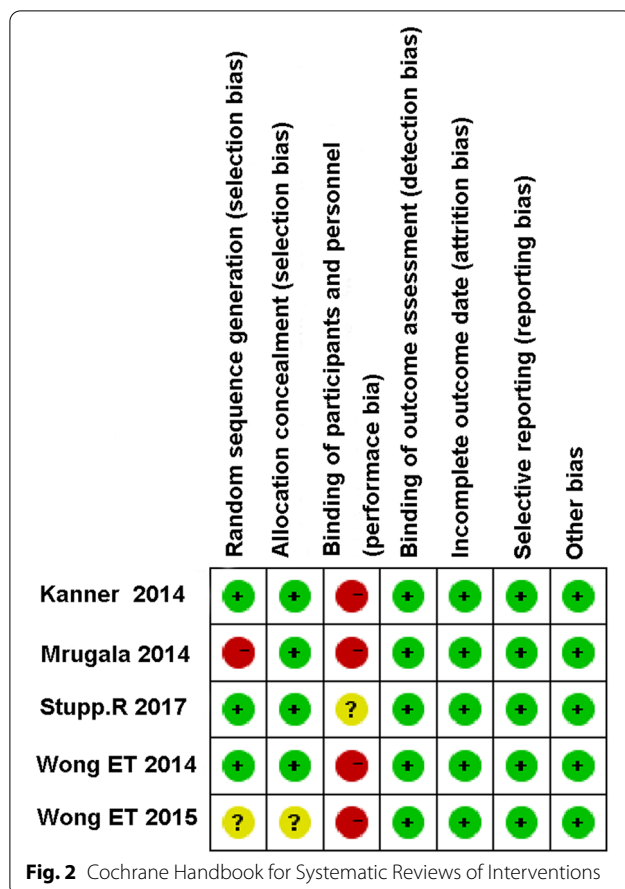 Random sequence generation (selection bias)
Allocation concealment (selection bias)
Binding of participants and personnel
(performace bia)
Binding of outcome assessment (detection bias)
Incomplete outcome date (attrition bias)
Selective reporting (reporting bias)
Other bias
Kanner 2014 + + - + + + +
Mrugala 2014 - + - + + + +
Stupp.R 2017 + + ? + + + +
Wong ET 2014 + + - + + + +
Wong ET 2015 ? ? - + + + +
Fig. 2 Cochrane Handbook for Systematic Reviews of Interventions